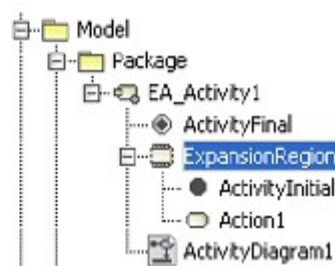 Model
Package
EA_Activity1
ActivityFinal
ExpansionRegion
ActivityInitial
Action1
ActivityDiagram1